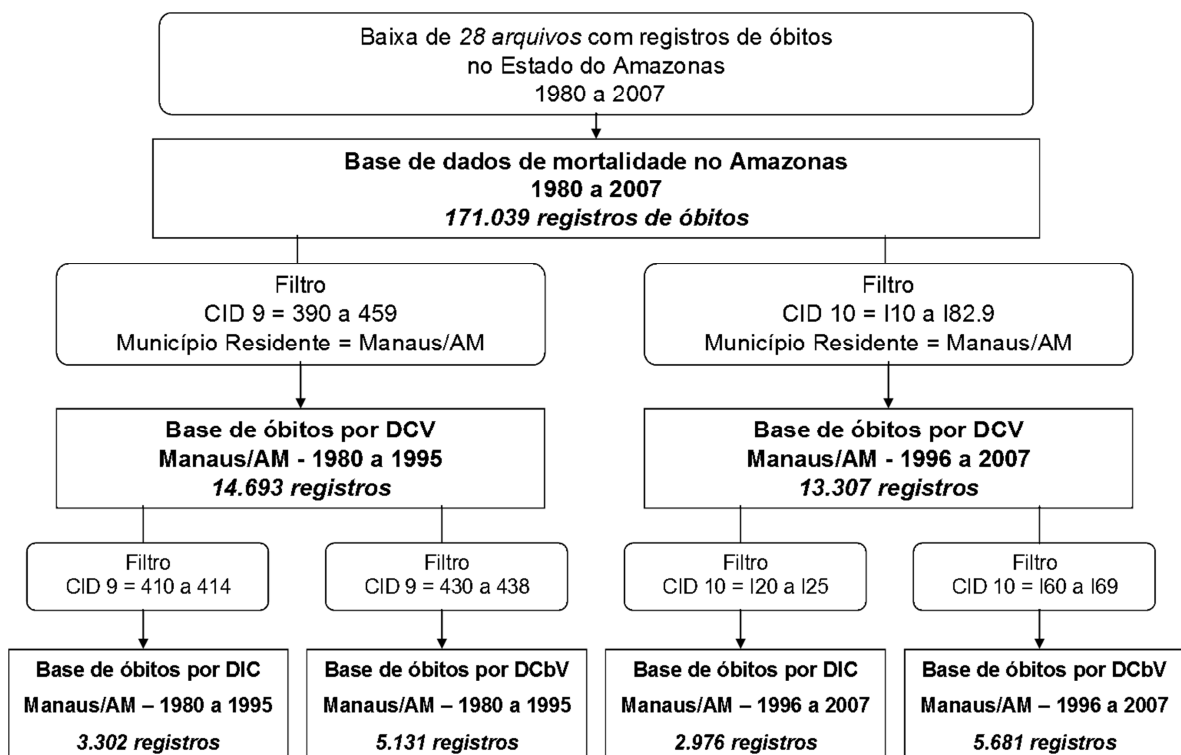 Baixa de 28 arquivos com registros de óbitos
no Estado do Amazonas
1980 a 2007
Base de dados de mortalidade no Amazonas
1980 a 2007
171.039 registros de óbitos
Filtro
CID 9 = 390 a 459
Município Residente = Manaus/AM
Filtro
CID 10 = I10 a I82.9
Município Residente = Manaus/AM
Base de óbitos por DCV
Manaus/AM - 1980 a 1995
14.693 registros
Base de óbitos por DCV
Manaus/AM - 1996 a 2007
13.307 registros
Filtro
CID 9 = 410 a 414
Filtro
CID 9 = 430 a 438
Filtro
CID 10 = I20 a I25
Filtro
CID 10 = I60 a I69
Base de óbitos por DIC
Manaus/AM – 1980 a 1995
3.302 registros
Base de óbitos por DCbV
Manaus/AM – 1980 a 1995
5.131 registros
Base de óbitos por DIC
Manaus/AM – 1996 a 2007
2.976 registros
Base de óbitos por DCbV
Manaus/AM – 1996 a 2007
5.681 registros